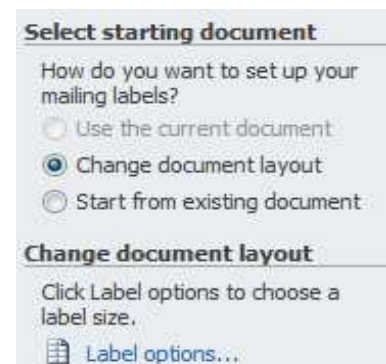 Select starting document
How do you want to set up your
mailing labels?
Use the current document
Change document layout
Start from existing document
Change document layout
Click Label options to choose a
label size.
Label options...